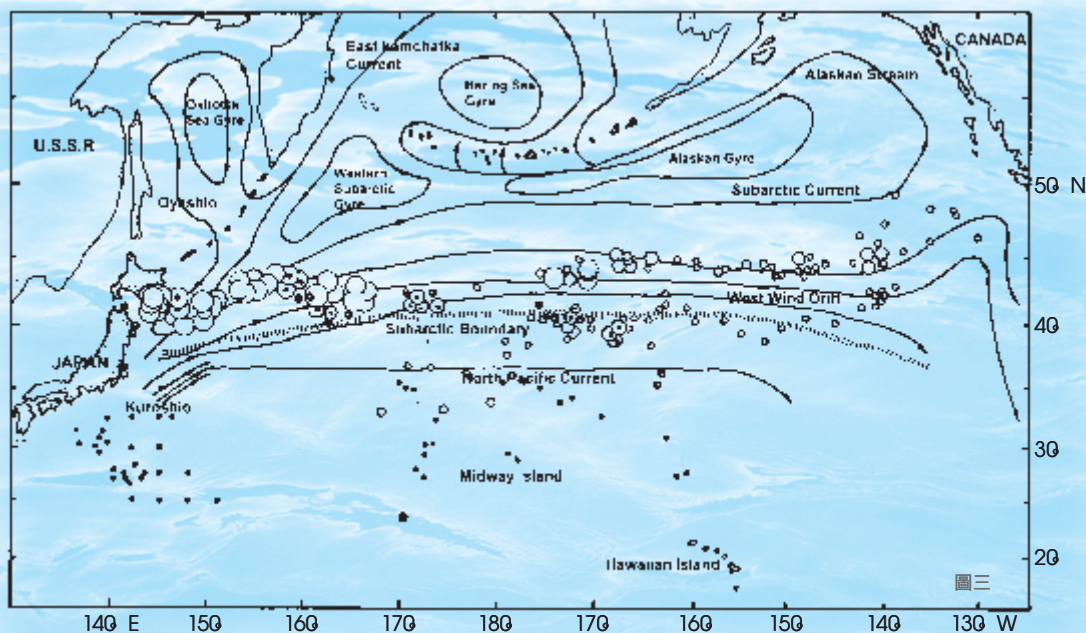 CANADA
East Kamchatka
Current
Alaskan Stream
Bering Sea
Gyre
Okhotsk
Sea Gyre
U.S.S.R
Alaskan Gyre
Western
Subarctic
Gyre
Subarctic Current
50 N
Oyashio
West Wind Drift
40
Subarctic Boundary
JAPAN
North Pacific Current
Kuroshio
30
Midway Island
20
Hawaiian Island
圖三
140 E
150
160
170
180
170
160
150
140
130 W